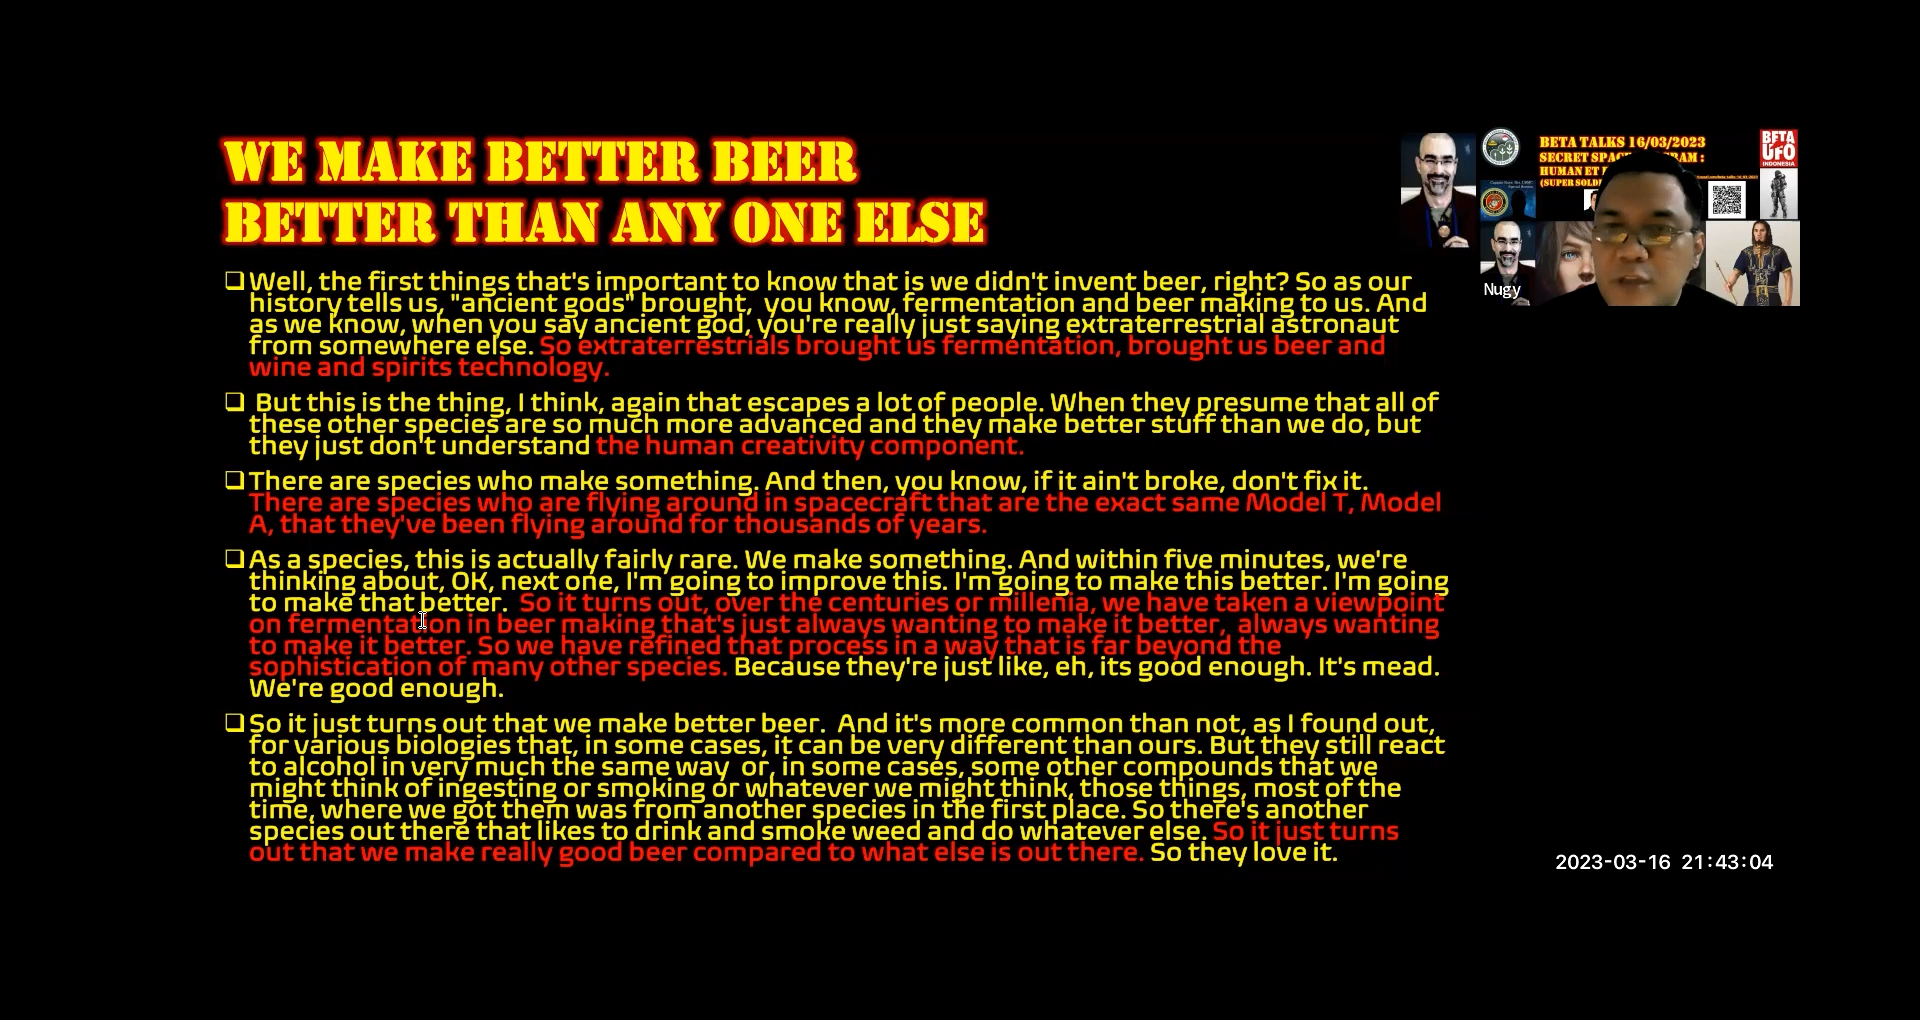 WE MAKE BETTER BEER
BETTER THAN ANY ONE ELSE
Well, the first things that's important to know that is we didn't invent beer, right? So as our
history tells us, "ancient gods" brought, you know, fermentation and beer making to us. And
as we know, when you say ancient god, you're really just saying extraterrestrial astronaut
from somewhere else. So extraterrestrials brought us fermentation, brought us beer and
wine and spirits technology.
But this is the thing, I think, again that escapes a lot of people. When they presume that all of
these other species are so much more advanced and they make better stuff than we do, but
they just don't understand the human creativity component.
There are species who make something. And then, you know, if it ain't broke, don't fix it.
There are species who are flying around in spacecraft that are the exact same Model T, Model
A, that they've been flying around for thousands of years.
As a species, this is actually fairly rare. We make something. And within five minutes, we're
thinking about, OK, next one, I'm going to improve this. I'm going to make this better. I'm going
to make that better. So it turns out, over the centuries or millenia, we have taken a viewpoint
on fermentation in beer making that's just always wanting to make it better, always wanting
to make it better. So we have refined that process in a way that is far beyond the
sophistication of many other species. Because they're just like, eh, its good enough. It's mead.
We're good enough.
So it just turns out that we make better beer. And it's more common than not, as I found out,
for various biologies that, in some cases, it can be very different than ours. But they still react
to alcohol in very much the same way or, in some cases, some other compounds that we
might think of ingesting or smoking or whatever we might think, those things, most of the
time, where we got them was from another species in the first place. So there's another
species out there that likes to drink and smoke weed and do whatever else. So it just turns
out that we make really good beer compared to what else is out there. So they love it.
BETA TALKS 16/03/2023
SECRET SPAC RAM :
HUMAN ET
(SUPER SOLD
BETA
UFO
INDONESIA
Nugy
2023-03-16 21:43:04